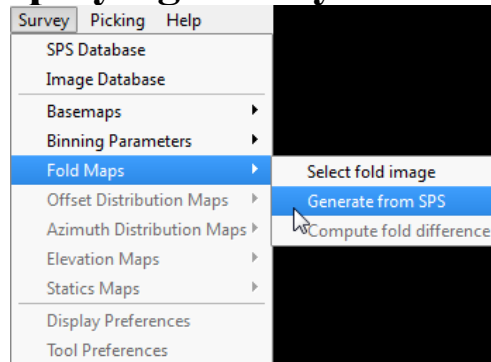 Survey Picking Help
SPS Database
Image Database
Basemaps
Binning Parameters
Fold Maps
Select fold image
Offset Distribution Maps
Generate from SPS
Azimuth Distribution Maps
Compute fold difference
Elevation Maps
Statics Maps
Display Preferences
Tool Preferences